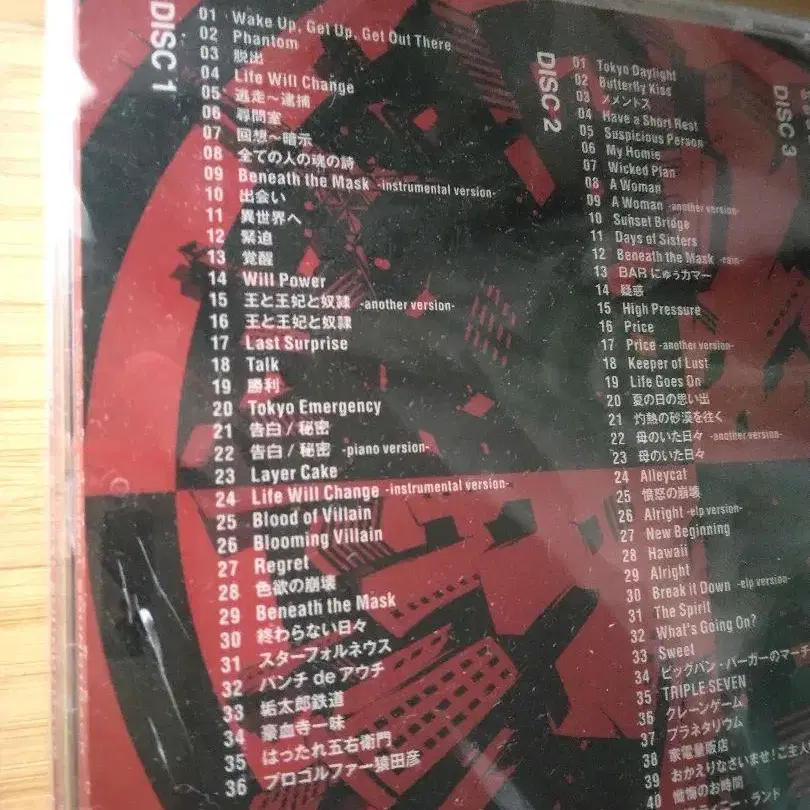 DISC 1
01 Wake Up, Get Up, Get Out There
02 Phantom
03 脱出
04 Life Will Change
05 逃走〜逮捕
06 尋問室
07 回想〜暗示
08 全ての人の魂の詩
09 Beneath the Mask -instrumental version-
10 出会い
11 異世界へ
12 緊迫
13 覚醒
14 Will Power
15 王と王妃と奴隷 -another version-
16 王と王妃と奴隷
17 Last Surprise
18 Talk
19 勝利
20 Tokyo Emergency
21 告白/秘密
22 告白/秘密 -piano version-
23 Layer Cake
24 Life Will Change -instrumental version-
25 Blood of Villain
26 Blooming Villain
27 Regret
28 色欲の崩壊
29 Beneath the Mask
30 終わらない日々
31 スターフォルネウス
32 パンチ de アウチ
33 垢太郎鉄道
34 豪血寺一味
35 はったれ五右衛門
36 プロゴルファー猿田彦
DISC 2
01 Tokyo Daylight
02 Butterfly Kiss
03 メメントス
04 Have a Short Rest
05 Suspicious Person
06 My Homie
07 Wicked Plan
08 A Woman
09 A Woman -another version-
10 Sunset Bridge
11 Days of Sisters
12 Beneath the Mask -rain-
13 BARにゅぅカマー
14 疑惑
15 High Pressure
16 Price
17 Price -another version-
18 Keeper of Lust
19 Life Goes On
20 夏の日の思い出
21 灼熱の砂漠を往く
22 母のいた日々 -another version-
23 母のいた日々
24 Alleycat
25 憤怒の崩壊
26 Alright -elp version-
27 New Beginning
28 Hawaii
29 Alright
30 Break it Down -elp version-
31 The Spirit
32 What's Going On?
33 Sweet
34 ビッグバン・バーガーのマーチ
35 TRIPLE SEVEN
36 クレーンゲーム
37 プラネタリウム
38 家電量販店
39 おかえりなさいませ!ご主人
40 懺悔のお時間
ランド
DISC 3